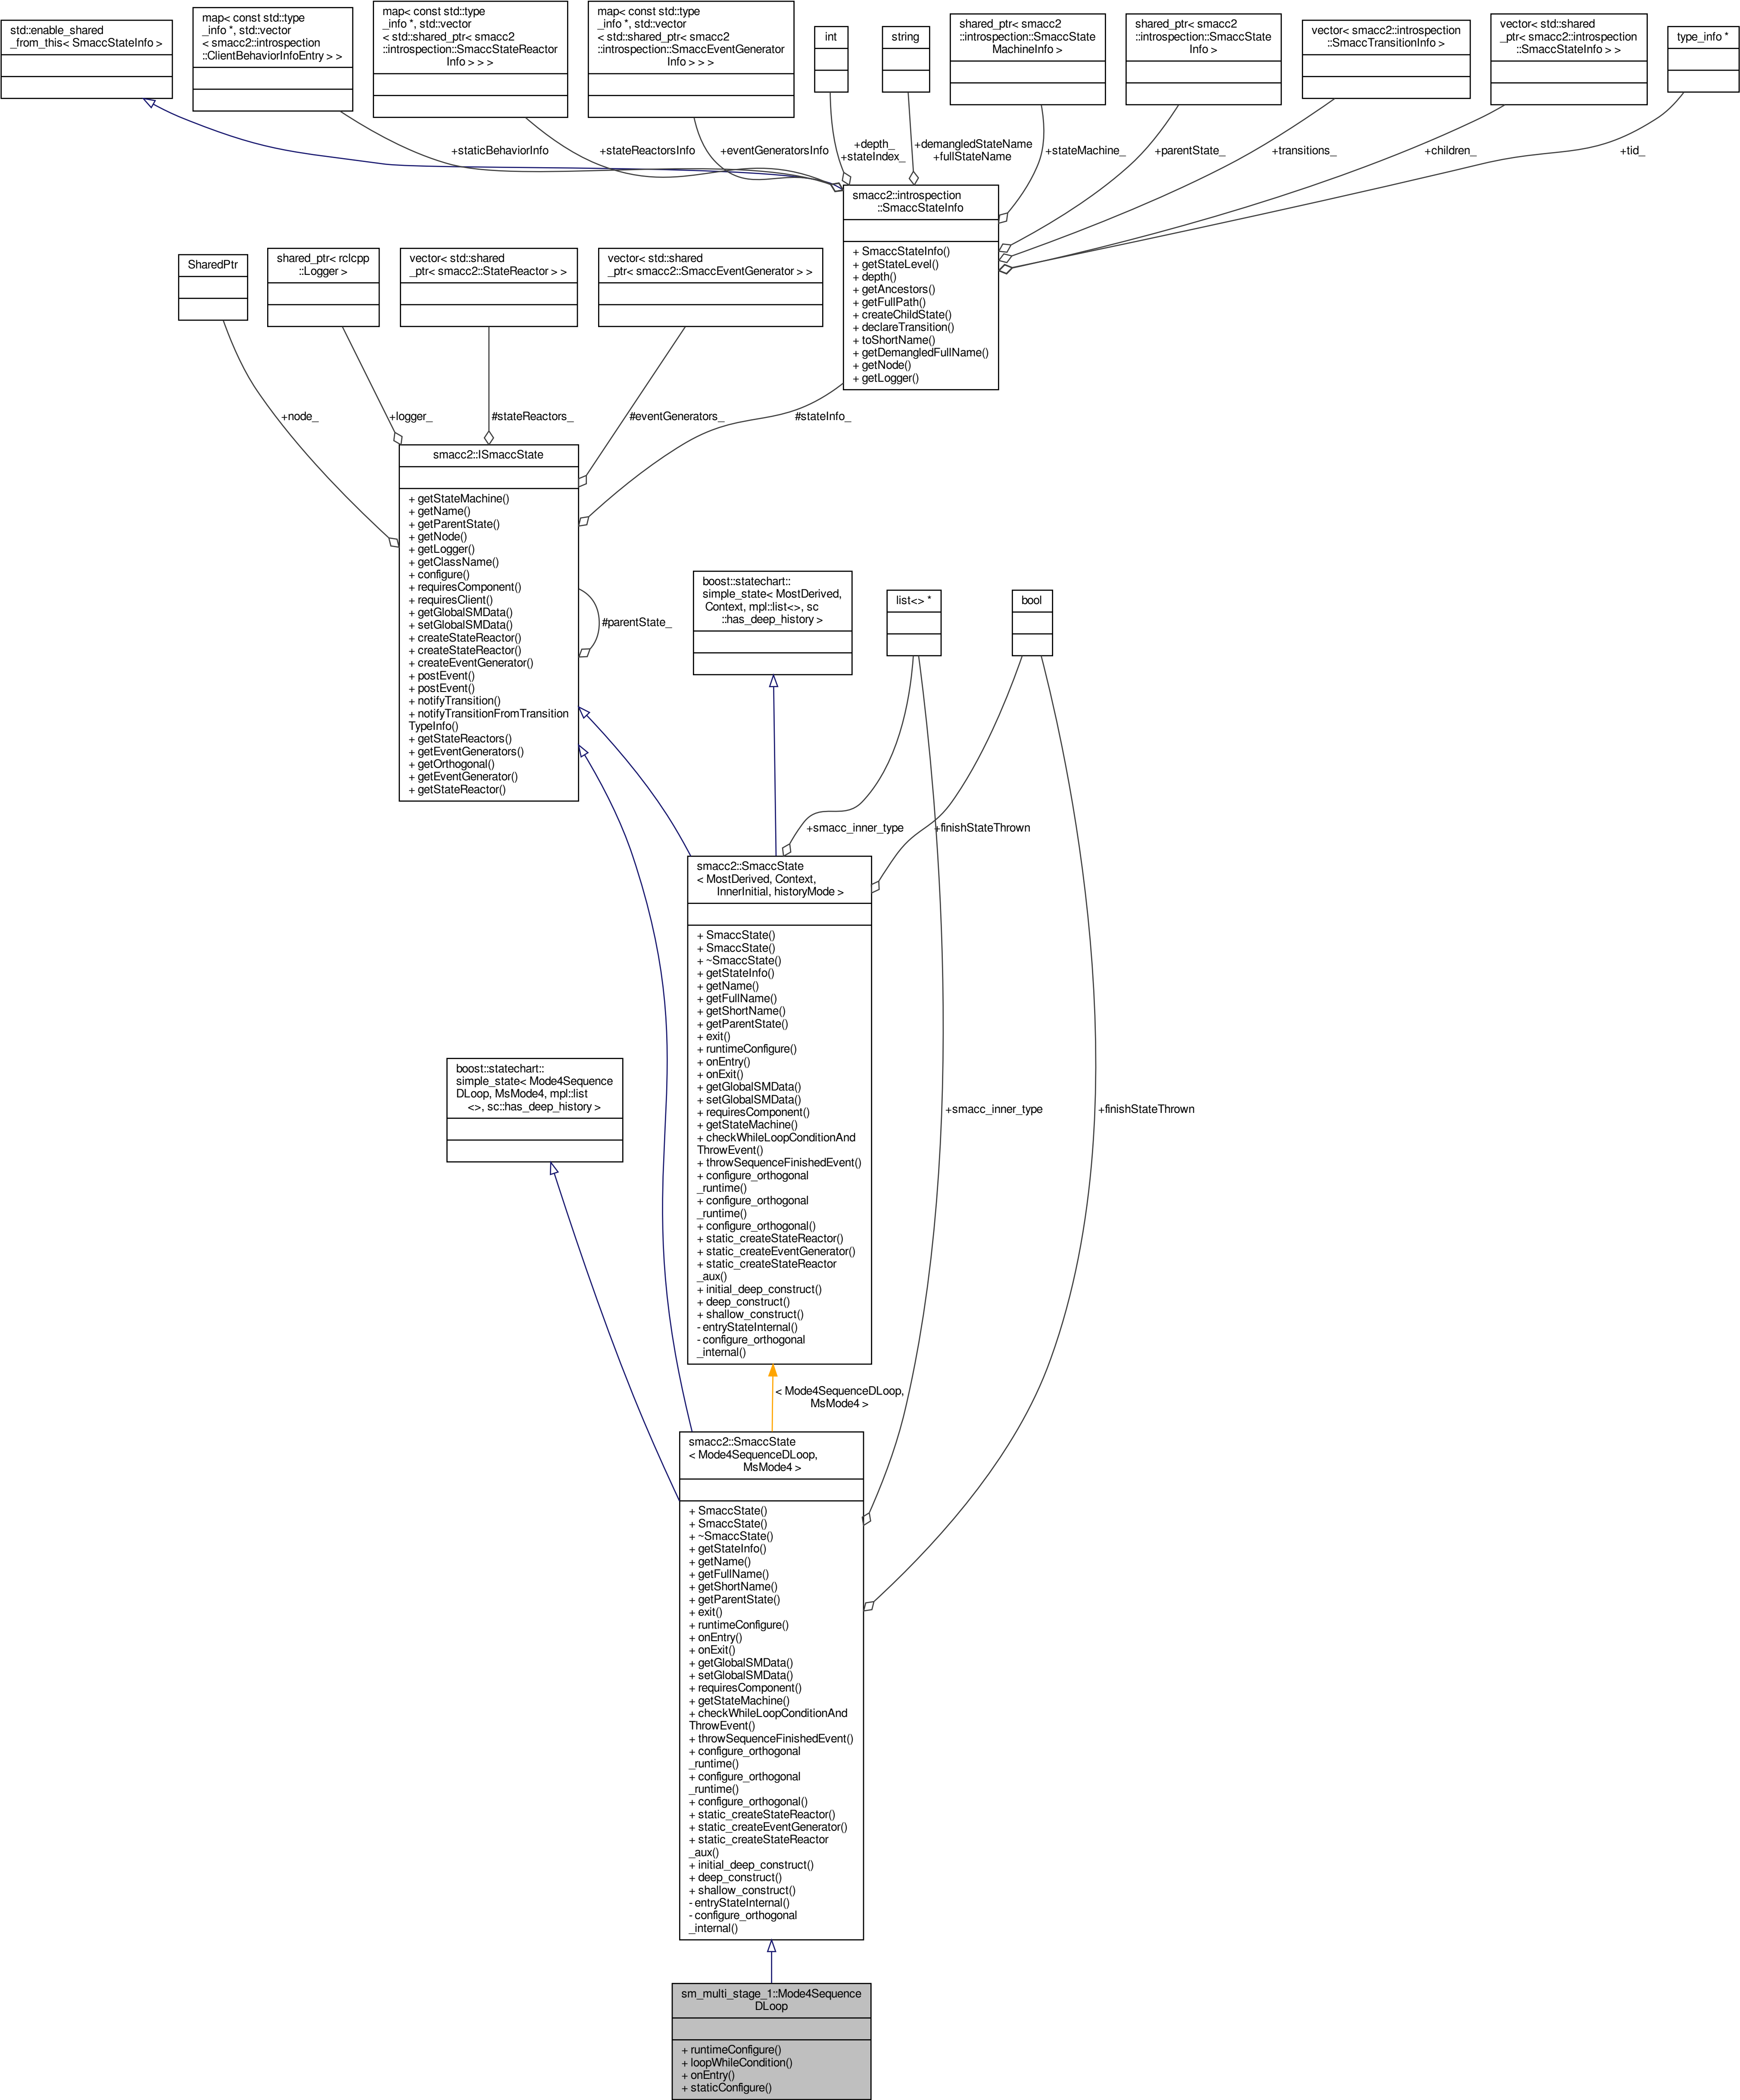 std::enable_shared
_from_this< SmaccStateInfo >
map< const std::type
_info *, std::vector
< smacc2::introspection
::ClientBehaviorInfoEntry > >
map< const std::type
_info *, std::vector
< std::shared_ptr< smacc2
::introspection::SmaccStateReactor
Info > > >
map< const std::type
_info *, std::vector
< std::shared_ptr< smacc2
::introspection::SmaccEventGenerator
Info > > >
int
string
shared_ptr< smacc2
::introspection::SmaccState
MachineInfo >
shared_ptr< smacc2
::introspection::SmaccState
Info >
vector< smacc2::introspection
::SmaccTransitionInfo >
vector< std::shared
_ptr< smacc2::introspection
::SmaccStateInfo > >
type_info *
+staticBehaviorInfo
+stateReactorsInfo
+eventGeneratorsInfo
+depth_
+stateIndex_
+demangledStateName
+fullStateName
+stateMachine_
+parentState_
+transitions_
+children_
+tid_
smacc2::introspection
::SmaccStateInfo
+ SmaccStateInfo()
+ getStateLevel()
+ depth()
+ getAncestors()
+ getFullPath()
+ createChildState()
+ declareTransition()
+ toShortName()
+ getDemangledFullName()
+ getNode()
+ getLogger()
SharedPtr
shared_ptr< rclcpp
::Logger >
vector< std::shared
_ptr< smacc2::StateReactor > >
vector< std::shared
_ptr< smacc2::SmaccEventGenerator > >
+node_
+logger_
#stateReactors_
#eventGenerators_
#stateInfo_
smacc2::ISmaccState
+ getStateMachine()
+ getName()
+ getParentState()
+ getNode()
+ getLogger()
+ getClassName()
+ configure()
+ requiresComponent()
+ requiresClient()
+ getGlobalSMData()
+ setGlobalSMData()
+ createStateReactor()
+ createStateReactor()
+ createEventGenerator()
+ postEvent()
+ postEvent()
+ notifyTransition()
+ notifyTransitionFromTransition
TypeInfo()
+ getStateReactors()
+ getEventGenerators()
+ getOrthogonal()
+ getEventGenerator()
+ getStateReactor()
#parentState_
boost::statechart::
simple_state< MostDerived,
Context, mpl::list<>, sc
::has_deep_history >
list<> *
bool
+smacc_inner_type
+finishStateThrown
smacc2::SmaccState
< MostDerived, Context,
InnerInitial, historyMode >
+ SmaccState()
+ SmaccState()
+ ~SmaccState()
+ getStateInfo()
+ getName()
+ getFullName()
+ getShortName()
+ getParentState()
+ exit()
+ runtimeConfigure()
+ onEntry()
+ onExit()
+ getGlobalSMData()
+ setGlobalSMData()
+ requiresComponent()
+ getStateMachine()
+ checkWhileLoopConditionAnd
ThrowEvent()
+ throwSequenceFinishedEvent()
+ configure_orthogonal
_runtime()
+ configure_orthogonal
_runtime()
+ configure_orthogonal()
+ static_createStateReactor()
+ static_createEventGenerator()
+ static_createStateReactor
_aux()
+ initial_deep_construct()
+ deep_construct()
+ shallow_construct()
- entryStateInternal()
- configure_orthogonal
_internal()
boost::statechart::
simple_state< Mode4Sequence
DLoop, MsMode4, mpl::list
<>, sc::has_deep_history >
+smacc_inner_type
+finishStateThrown
< Mode4SequenceDLoop,
MsMode4 >
smacc2::SmaccState
< Mode4SequenceDLoop,
MsMode4 >
+ SmaccState()
+ SmaccState()
+ ~SmaccState()
+ getStateInfo()
+ getName()
+ getFullName()
+ getShortName()
+ getParentState()
+ exit()
+ runtimeConfigure()
+ onEntry()
+ onExit()
+ getGlobalSMData()
+ setGlobalSMData()
+ requiresComponent()
+ getStateMachine()
+ checkWhileLoopConditionAnd
ThrowEvent()
+ throwSequenceFinishedEvent()
+ configure_orthogonal
_runtime()
+ configure_orthogonal
_runtime()
+ configure_orthogonal()
+ static_createStateReactor()
+ static_createEventGenerator()
+ static_createStateReactor
_aux()
+ initial_deep_construct()
+ deep_construct()
+ shallow_construct()
- entryStateInternal()
- configure_orthogonal
_internal()
sm_multi_stage_1::Mode4Sequence
DLoop
+ runtimeConfigure()
+ loopWhileCondition()
+ onEntry()
+ staticConfigure()